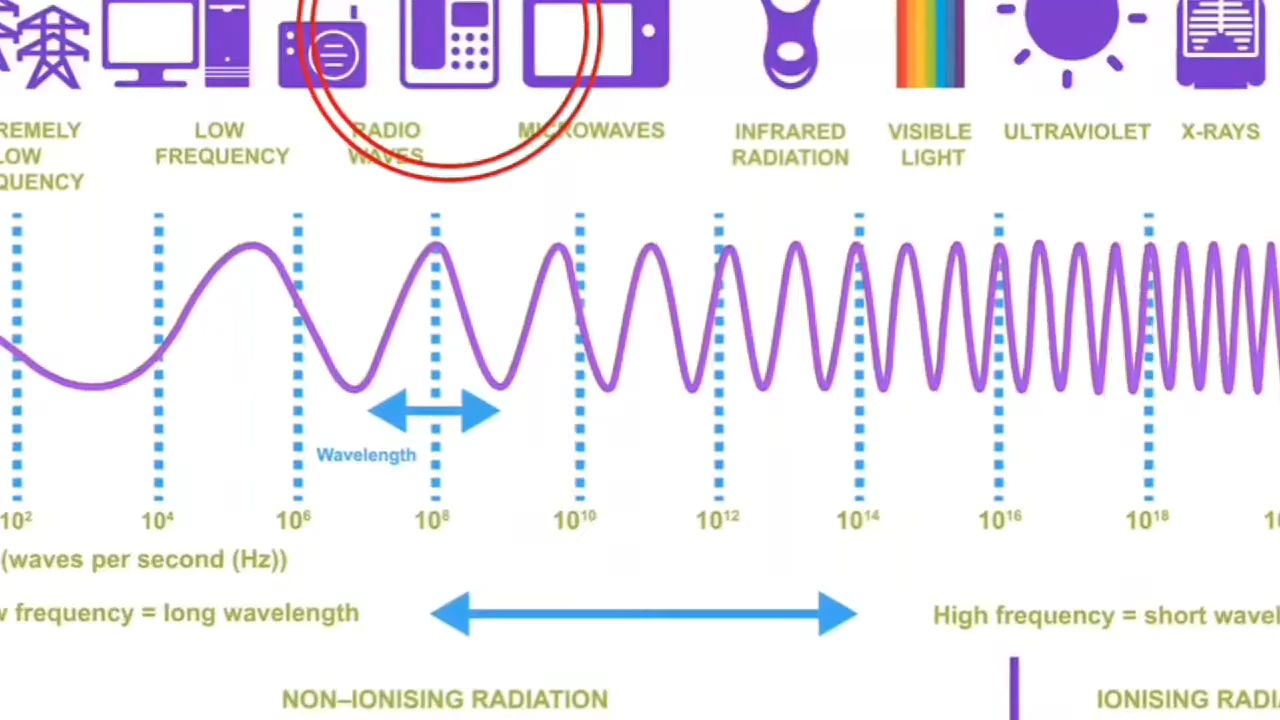 REMELY
LOW
QUENCY
LOW
FREQUENCY
RADIO
WAVES
MICROWAVES
INFRARED
RADIATION
VISIBLE
LIGHT
ULTRAVIOLET
X-RAYS
Wavelength
10²
10⁴
10⁶
10⁸
10¹⁰
10¹²
10¹⁴
10¹⁶
10¹⁸
(waves per second (Hz))
w frequency = long wavelength
High frequency = short wavel
NON–IONISING RADIATION
IONISING RADIA